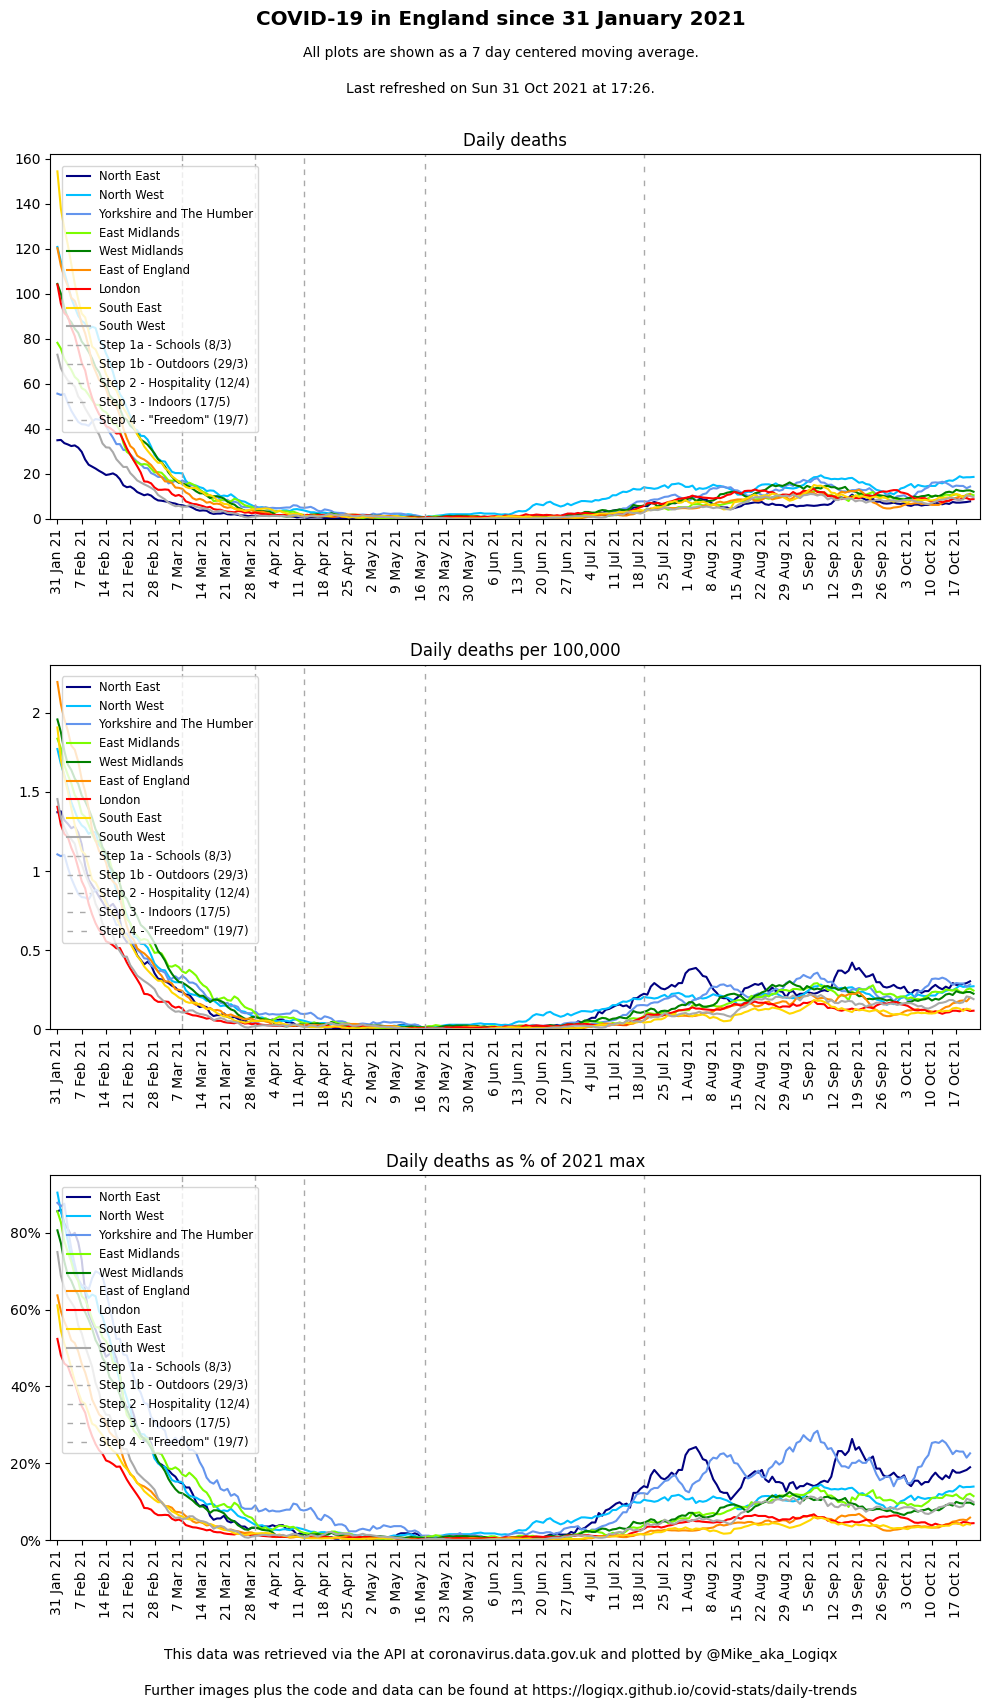 COVID-19 in England since 31 January 2021
All plots are shown as a 7 day centered moving average.
Last refreshed on Sun 31 Oct 2021 at 17:26.
Daily deaths
160
140
120
100
80
60
40
20
0
North East
North West
Yorkshire and The Humber
East Midlands
West Midlands
East of England
London
South East
South West
Step 1a - Schools (8/3)
Step 1b - Outdoors (29/3)
Step 2 - Hospitality (12/4)
Step 3 - Indoors (17/5)
Step 4 - "Freedom" (19/7)
31 Jan 21
7 Feb 21
14 Feb 21
21 Feb 21
28 Feb 21
7 Mar 21
14 Mar 21
21 Mar 21
28 Mar 21
4 Apr 21
11 Apr 21
18 Apr 21
25 Apr 21
2 May 21
9 May 21
16 May 21
23 May 21
30 May 21
6 Jun 21
13 Jun 21
20 Jun 21
27 Jun 21
4 Jul 21
11 Jul 21
18 Jul 21
25 Jul 21
1 Aug 21
8 Aug 21
15 Aug 21
22 Aug 21
29 Aug 21
5 Sep 21
12 Sep 21
19 Sep 21
26 Sep 21
3 Oct 21
10 Oct 21
17 Oct 21
Daily deaths per 100,000
2
1.5
1
0.5
0
North East
North West
Yorkshire and The Humber
East Midlands
West Midlands
East of England
London
South East
South West
Step 1a - Schools (8/3)
Step 1b - Outdoors (29/3)
Step 2 - Hospitality (12/4)
Step 3 - Indoors (17/5)
Step 4 - "Freedom" (19/7)
31 Jan 21
7 Feb 21
14 Feb 21
21 Feb 21
28 Feb 21
7 Mar 21
14 Mar 21
21 Mar 21
28 Mar 21
4 Apr 21
11 Apr 21
18 Apr 21
25 Apr 21
2 May 21
9 May 21
16 May 21
23 May 21
30 May 21
6 Jun 21
13 Jun 21
20 Jun 21
27 Jun 21
4 Jul 21
11 Jul 21
18 Jul 21
25 Jul 21
1 Aug 21
8 Aug 21
15 Aug 21
22 Aug 21
29 Aug 21
5 Sep 21
12 Sep 21
19 Sep 21
26 Sep 21
3 Oct 21
10 Oct 21
17 Oct 21
Daily deaths as % of 2021 max
80%
60%
40%
20%
0%
North East
North West
Yorkshire and The Humber
East Midlands
West Midlands
East of England
London
South East
South West
Step 1a - Schools (8/3)
Step 1b - Outdoors (29/3)
Step 2 - Hospitality (12/4)
Step 3 - Indoors (17/5)
Step 4 - "Freedom" (19/7)
31 Jan 21
7 Feb 21
14 Feb 21
21 Feb 21
28 Feb 21
7 Mar 21
14 Mar 21
21 Mar 21
28 Mar 21
4 Apr 21
11 Apr 21
18 Apr 21
25 Apr 21
2 May 21
9 May 21
16 May 21
23 May 21
30 May 21
6 Jun 21
13 Jun 21
20 Jun 21
27 Jun 21
4 Jul 21
11 Jul 21
18 Jul 21
25 Jul 21
1 Aug 21
8 Aug 21
15 Aug 21
22 Aug 21
29 Aug 21
5 Sep 21
12 Sep 21
19 Sep 21
26 Sep 21
3 Oct 21
10 Oct 21
17 Oct 21
This data was retrieved via the API at coronavirus.data.gov.uk and plotted by @Mike_aka_Logiqx
Further images plus the code and data can be found at https://logiqx.github.io/covid-stats/daily-trends